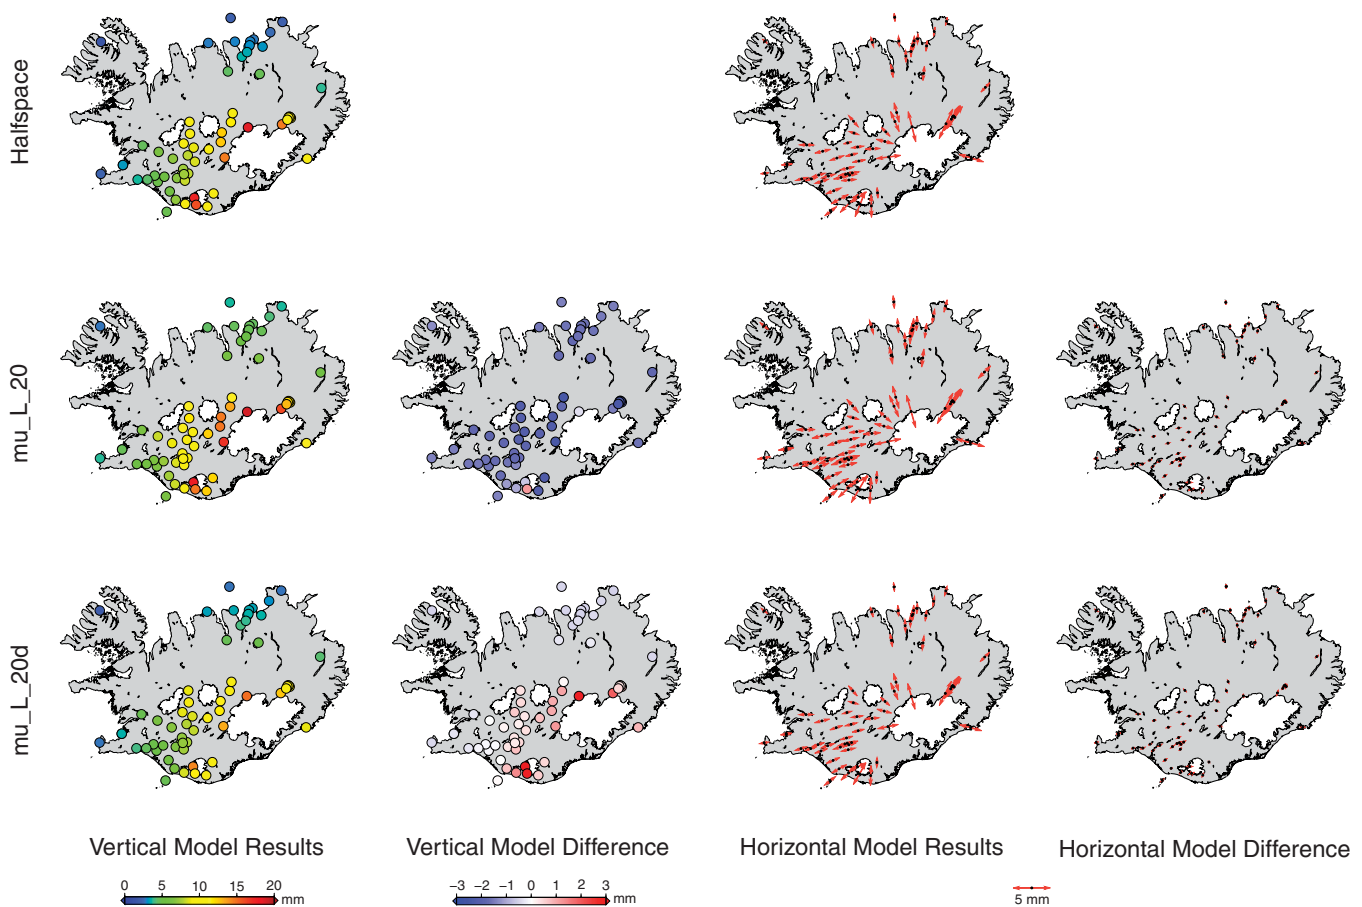 Halfspace
mu_L_20
mu_L_20d
Vertical Model Results
Vertical Model Difference
Horizontal Model Results
Horizontal Model Difference
0 5 10 15 20 mm
−3 −2 −1 0 1 2 3 mm
5 mm